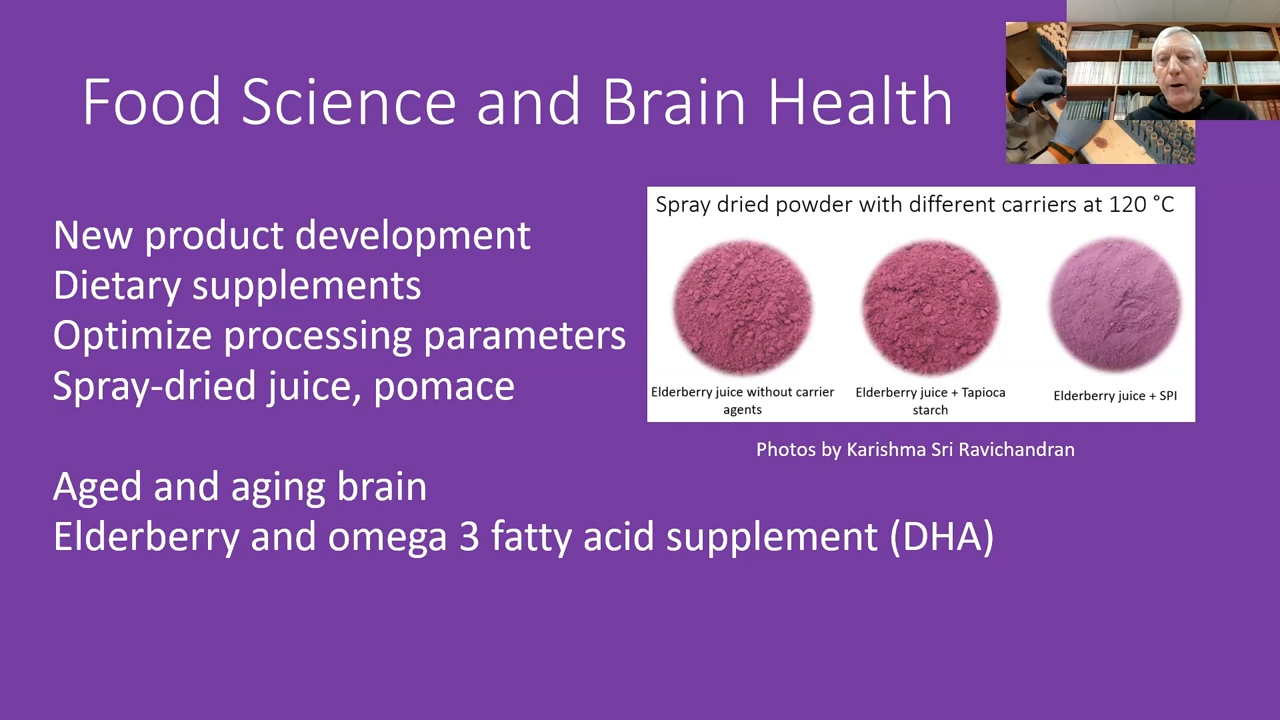 Food Science and Brain Health
New product development
Dietary supplements
Optimize processing parameters
Spray-dried juice, pomace
Spray dried powder with different carriers at 120 °C
Elderberry juice without carrier
agents
Elderberry juice + Tapioca
starch
Elderberry juice + SPI
Photos by Karishma Sri Ravichandran
Aged and aging brain
Elderberry and omega 3 fatty acid supplement (DHA)